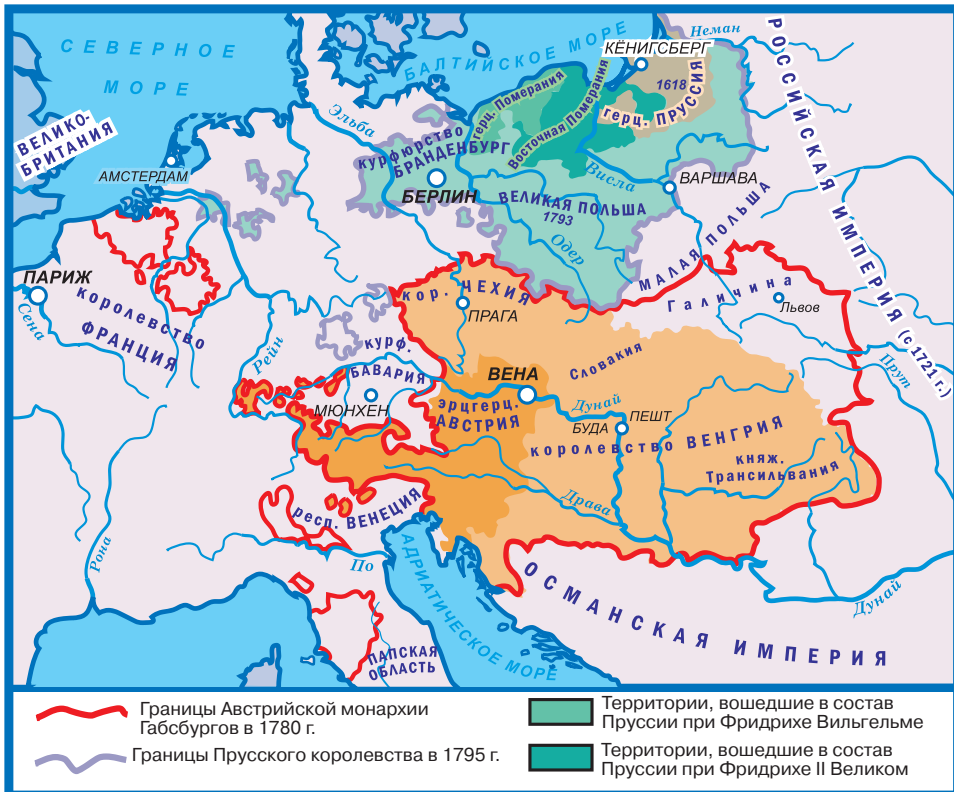 СЕВЕРНОЕ
МОРЕ
БАЛТИЙСКОЕ МОРЕ
Неман
КЁНИГСБЕРГ
РОССИЙСКАЯ ИМПЕРИЯ (с 1721 г.)
ВЕЛИКО-
БРИТАНИЯ
Эльба
герц. Померания
Восточная Померания
1618
герц. ПРУССИЯ
АМСТЕРДАМ
курфюрство
БРАНДЕНБУРГ
БЕРЛИН
Висла
ВАРШАВА
ВЕЛИКАЯ ПОЛЬША
1793
Одер
МАЛАЯ ПОЛЬША
ПАРИЖ
Сена
королевство
ФРАНЦИЯ
Рейн
кор. ЧЕХИЯ
ПРАГА
Галичина
Львов
Прут
курф.
БАВАРИЯ
МЮНХЕН
ВЕНА
Словакия
эрцгерц.
АВСТРИЯ
Дунай
ПЕШТ
БУДА
королевство ВЕНГРИЯ
княж.
Трансильвания
Драва
респ. ВЕНЕЦИЯ
Рона
По
АДРИАТИЧЕСКОЕ МОРЕ
ОСМАНСКАЯ ИМПЕРИЯ
Дунай
ПАПСКАЯ
ОБЛАСТЬ
Границы Австрийской монархии
Габсбургов в 1780 г.
Границы Прусского королевства в 1795 г.
Территории, вошедшие в состав
Пруссии при Фридрихе Вильгельме
Территории, вошедшие в состав
Пруссии при Фридрихе II Великом